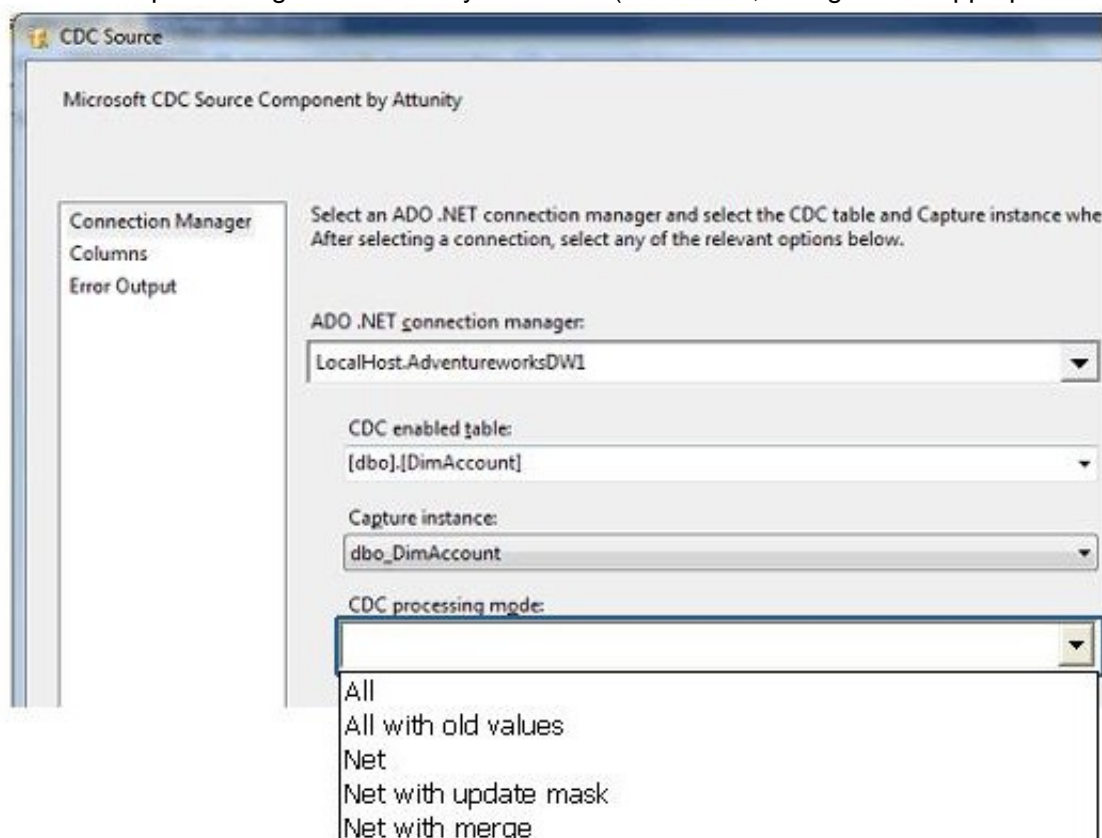 CDC Source
Microsoft CDC Source Component by Attunity
Connection Manager
Columns
Error Output
Select an ADO .NET connection manager and select the CDC table and Capture instance whe
After selecting a connection, select any of the relevant options below.
ADO .NET connection manager:
LocalHost.AdventureworksDW1
CDC enabled table:
[dbo].[DimAccount]
Capture instance:
dbo_DimAccount
CDC processing mode:
All
All with old values
Net
Net with update mask
Net with merge